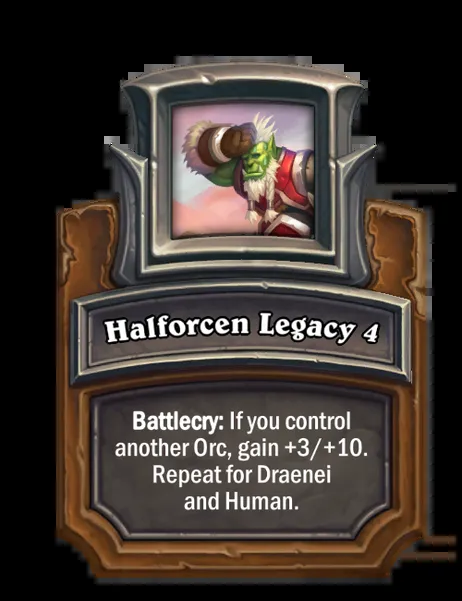 Halforcen Legacy 4
Battlecry: If you control
another Orc, gain +3/+10.
Repeat for Draenei
and Human.